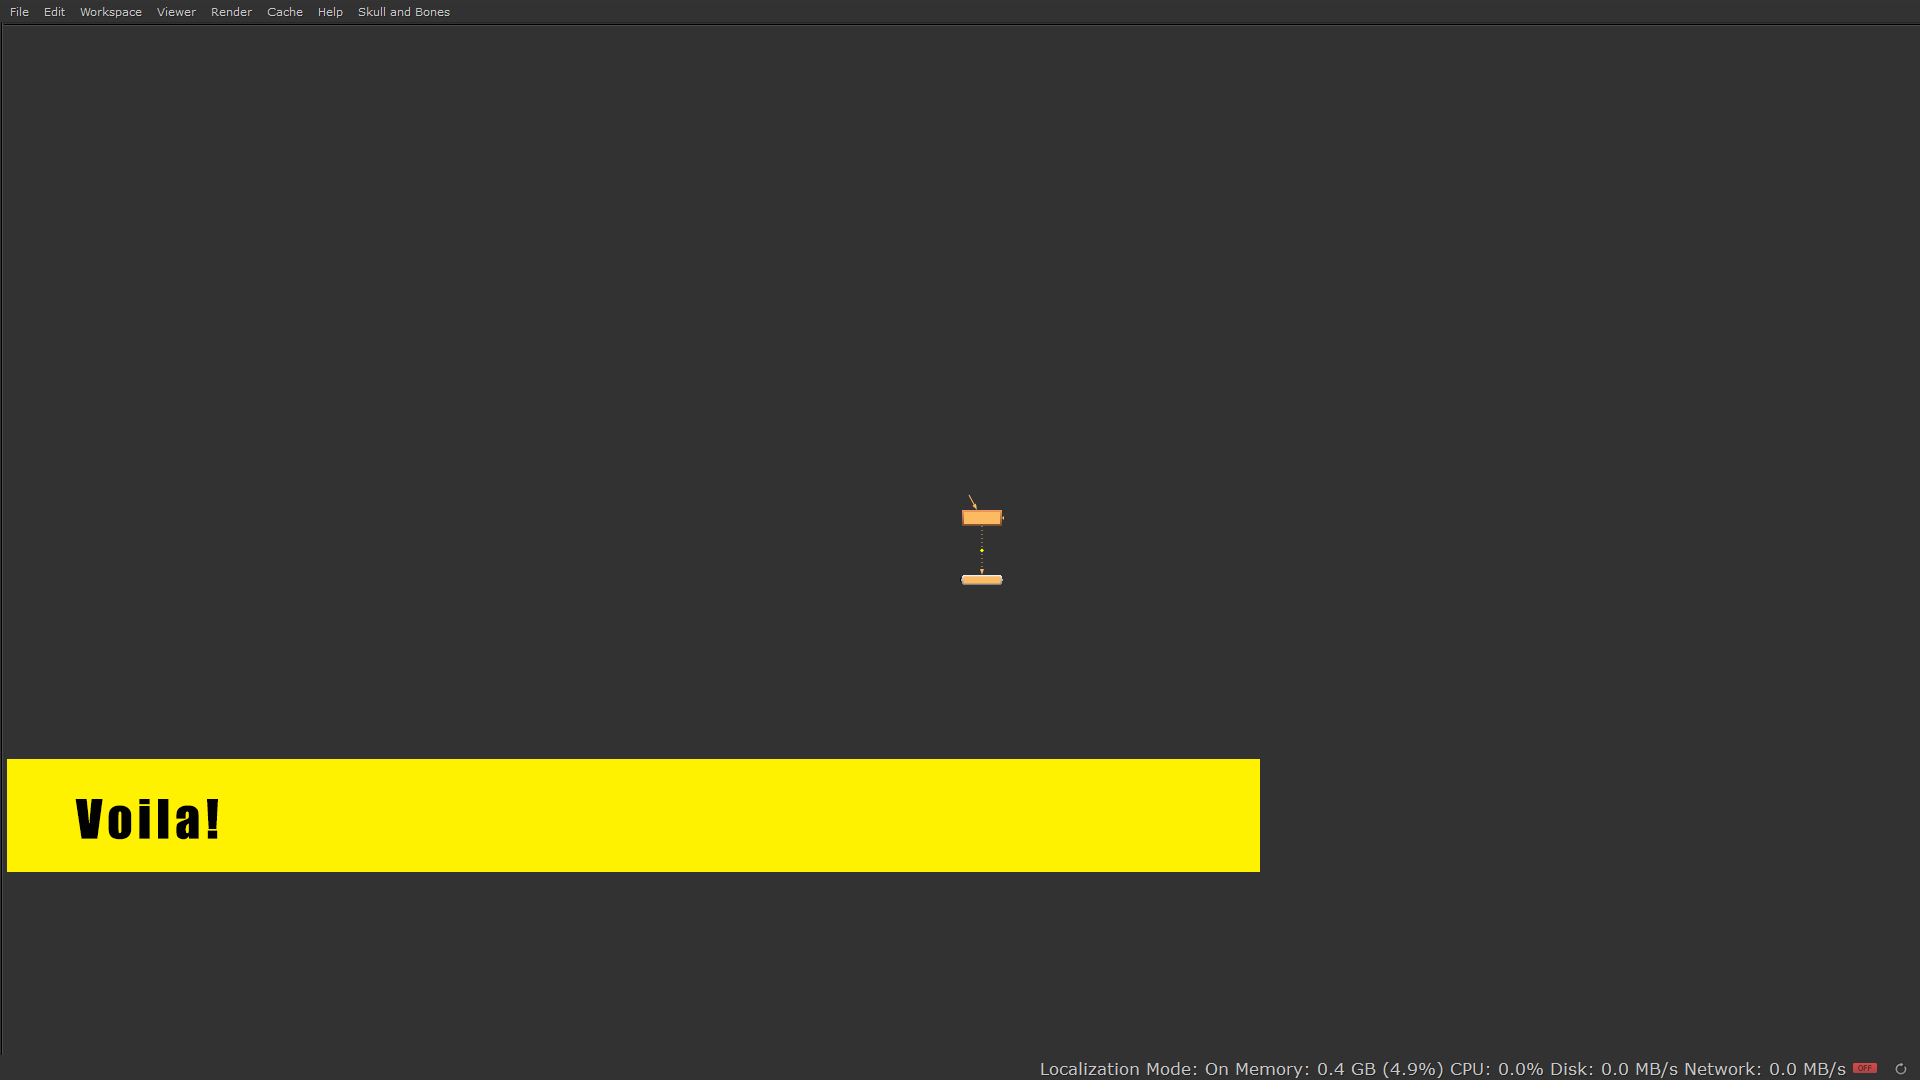 File Edit Workspace Viewer Render Cache Help Skull and Bones
Voila!
Localization Mode: On Memory: 0.4 GB (4.9%) CPU: 0.0% Disk: 0.0 MB/s Network: 0.0 MB/s OFF